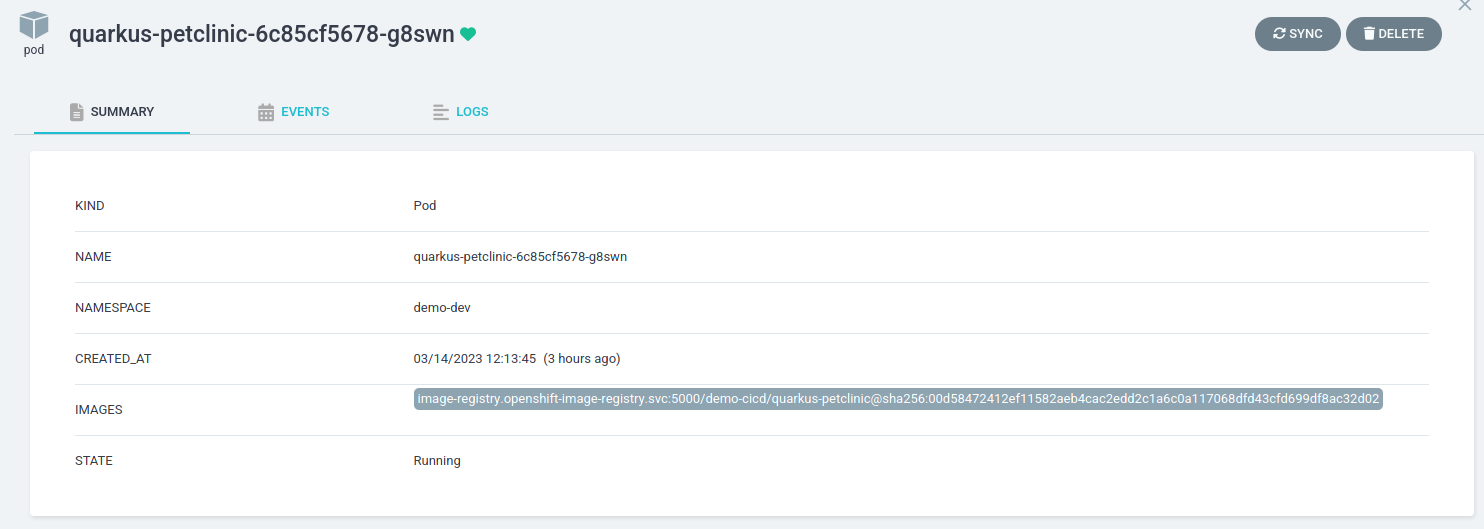 pod
quarkus-petclinic-6c85cf5678-g8swn
SYNC
DELETE
SUMMARY
EVENTS
LOGS
KIND Pod
NAME quarkus-petclinic-6c85cf5678-g8swn
NAMESPACE demo-dev
CREATED_AT 03/14/2023 12:13:45 (3 hours ago)
IMAGES image-registry.openshift-image-registry.svc:5000/demo-cicd/quarkus-petclinic@sha256:00d58472412ef11582aeb4cac2edd2c1a6c0a117068dfd43cfd699df8ac32d02
STATE Running